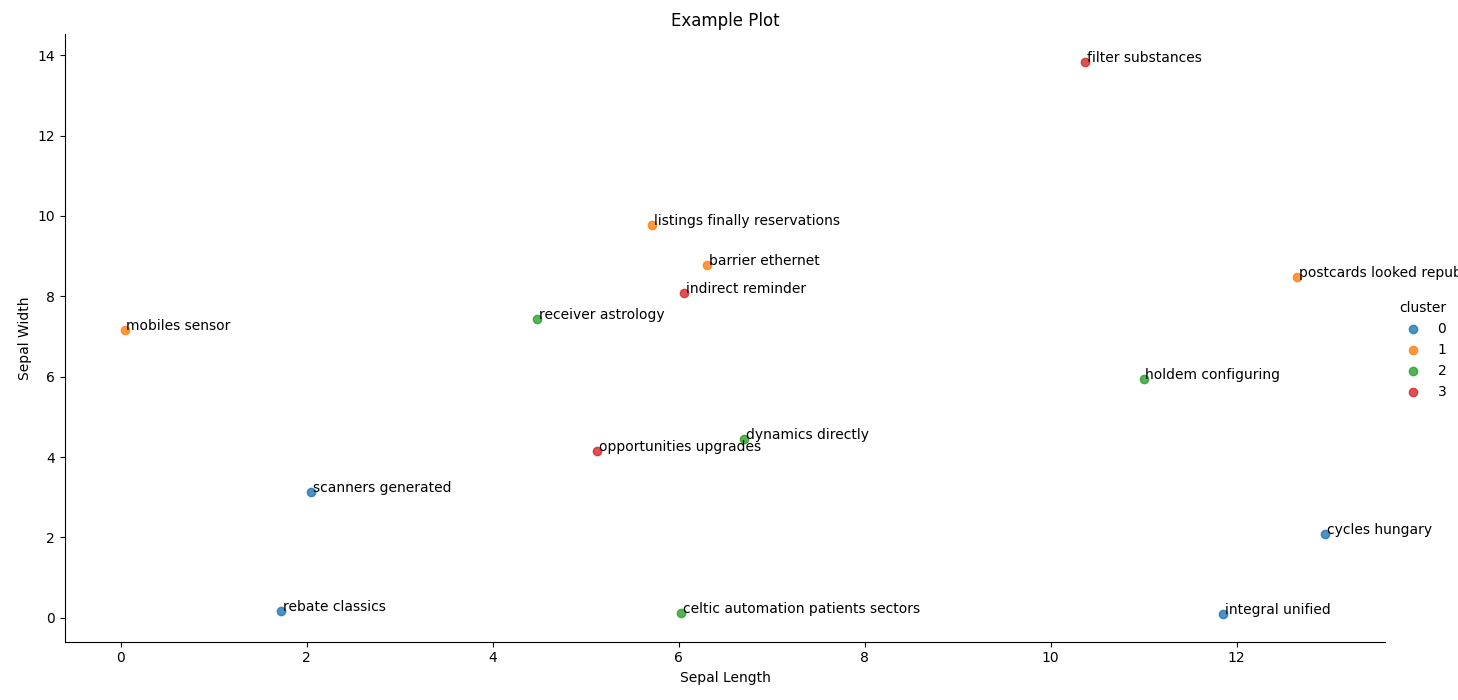 Example Plot
14
filter substances
12
10
listings finally reservations
barrier ethernet
postcards looked repub
indirect reminder
8
cluster
receiver astrology
mobiles sensor
0
Sepal Width
1
6
holdem configuring
2
3
dynamics directly
opportunities upgrades
4
scanners generated
2
cycles hungary
rebate classics
celtic automation patients sectors
integral unified
0
0 2 4 6 8 10 12
Sepal Length